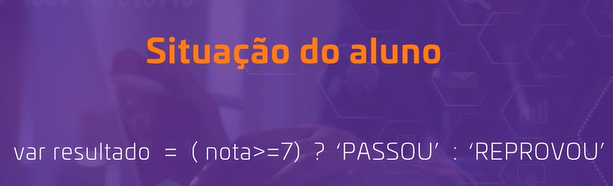 Situação do aluno
var resultado = ( nota>=7) ? ‘PASSOU’ : ‘REPROVOU’